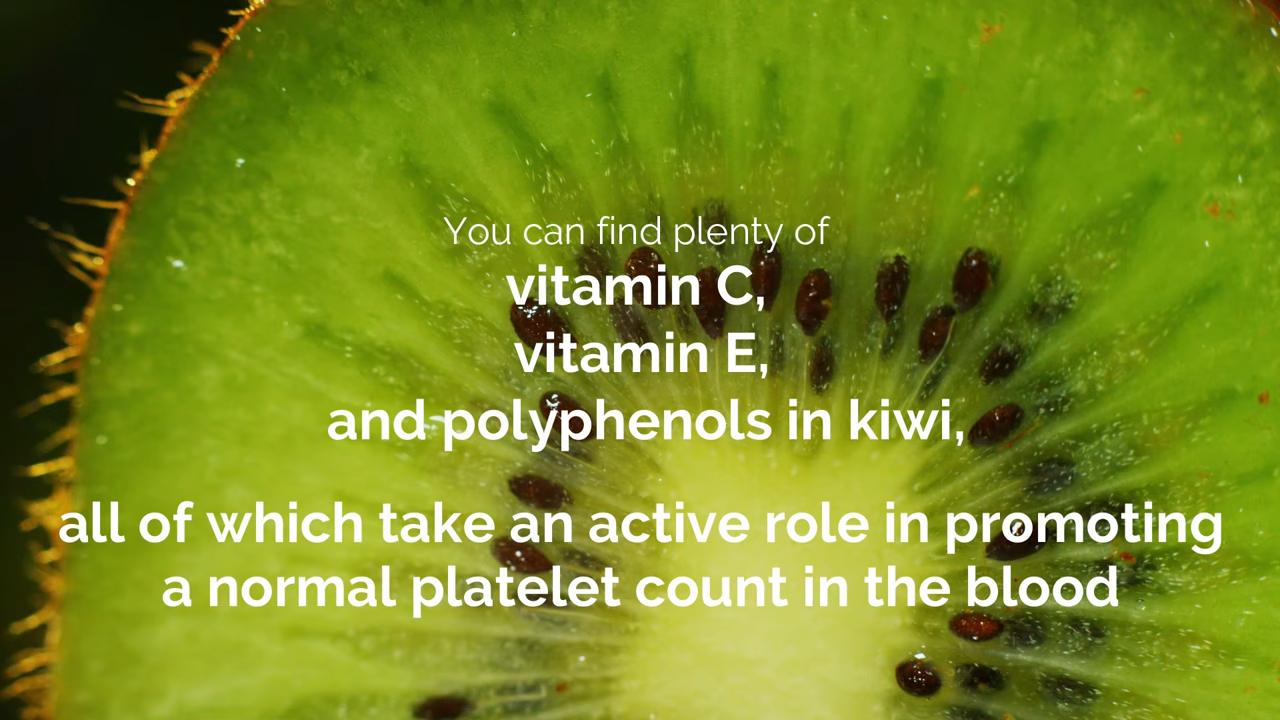 You can find plenty of
vitamin C,
vitamin E,
and polyphenols in kiwi,
all of which take an active role in promoting
a normal platelet count in the blood